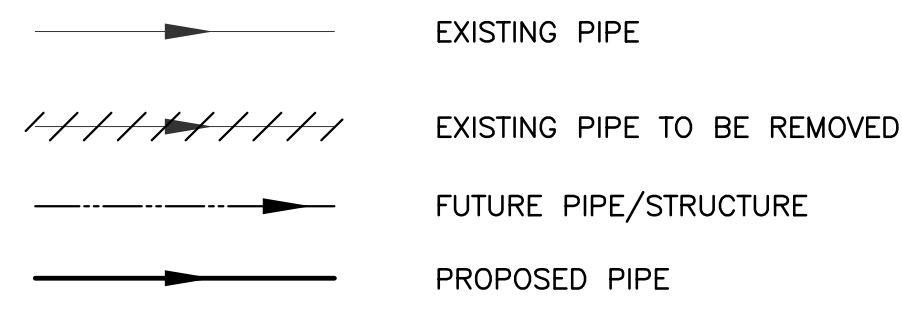 EXISTING PIPE
EXISTING PIPE TO BE REMOVED
FUTURE PIPE/STRUCTURE
PROPOSED PIPE